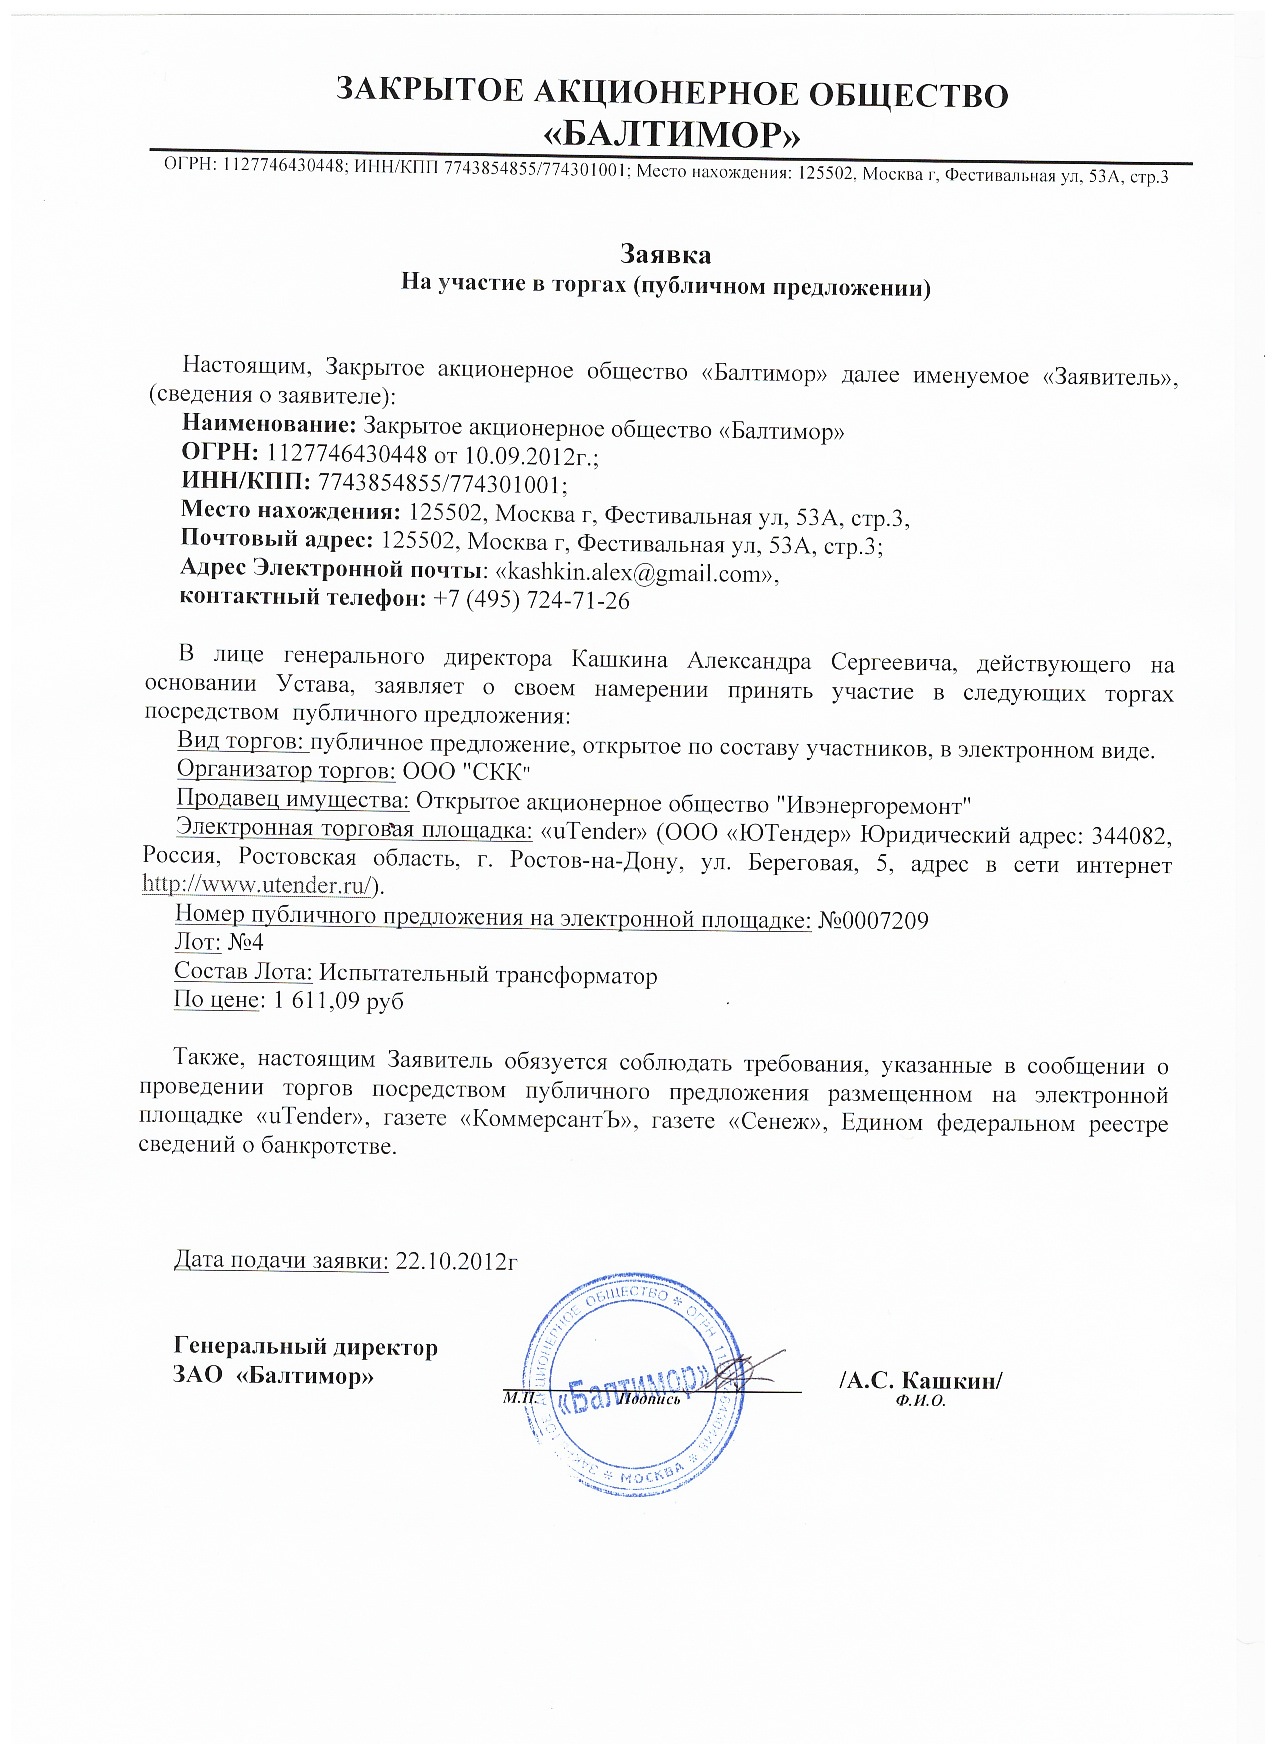 ЗАКРЫТОЕ АКЦИОНЕРНОЕ ОБЩЕСТВО
«БАЛТИМОР»
ОГРН: 1127746430448; ИНН/КПП 7743854855/774301001; Место нахождения: 125502, Москва г, Фестивальная ул, 53А, стр.3
Заявка
На участие в торгах (публичном предложении)
Настоящим, Закрытое акционерное общество «Балтимор» далее именуемое «Заявитель»,
(сведения о заявителе):
Наименование: Закрытое акционерное общество «Балтимор»
ОГРН: 1127746430448 от 10.09.2012г.;
ИНН/КПП: 7743854855/774301001;
Место нахождения: 125502, Москва г, Фестивальная ул, 53А, стр.3,
Почтовый адрес: 125502, Москва г, Фестивальная ул, 53А, стр.3;
Адрес Электронной почты: «kashkin.alex@gmail.com»,
контактный телефон: +7 (495) 724-71-26
В лице генерального директора Кашкина Александра Сергеевича, действующего на
основании Устава, заявляет о своем намерении принять участие в следующих торгах
посредством публичного предложения:
Вид торгов: публичное предложение, открытое по составу участников, в электронном виде.
Организатор торгов: ООО "СКК"
Продавец имущества: Открытое акционерное общество "Ивэнергоремонт"
Электронная торговая площадка: «uTender» (ООО «ЮТендер» Юридический адрес: 344082,
Россия, Ростовская область, г. Ростов-на-Дону, ул. Береговая, 5, адрес в сети интернет
http://www.utender.ru/).
Номер публичного предложения на электронной площадке: №0007209
Лот: №4
Состав Лота: Испытательный трансформатор
По цене: 1 611,09 руб
Также, настоящим Заявитель обязуется соблюдать требования, указанные в сообщении о
проведении торгов посредством публичного предложения размещенном на электронной
площадке «uTender», газете «КоммерсантЪ», газете «Сенеж», Едином федеральном реестре
сведений о банкротстве.
Дата подачи заявки: 22.10.2012г
Генеральный директор
ЗАО «Балтимор»
/А.С. Кашкин/
М.П.
Подпись
Ф.И.О.
«Балтимор»
АКЦИОНЕРНОЕ ОБЩЕСТВО * ОГРН
* МОСКВА *